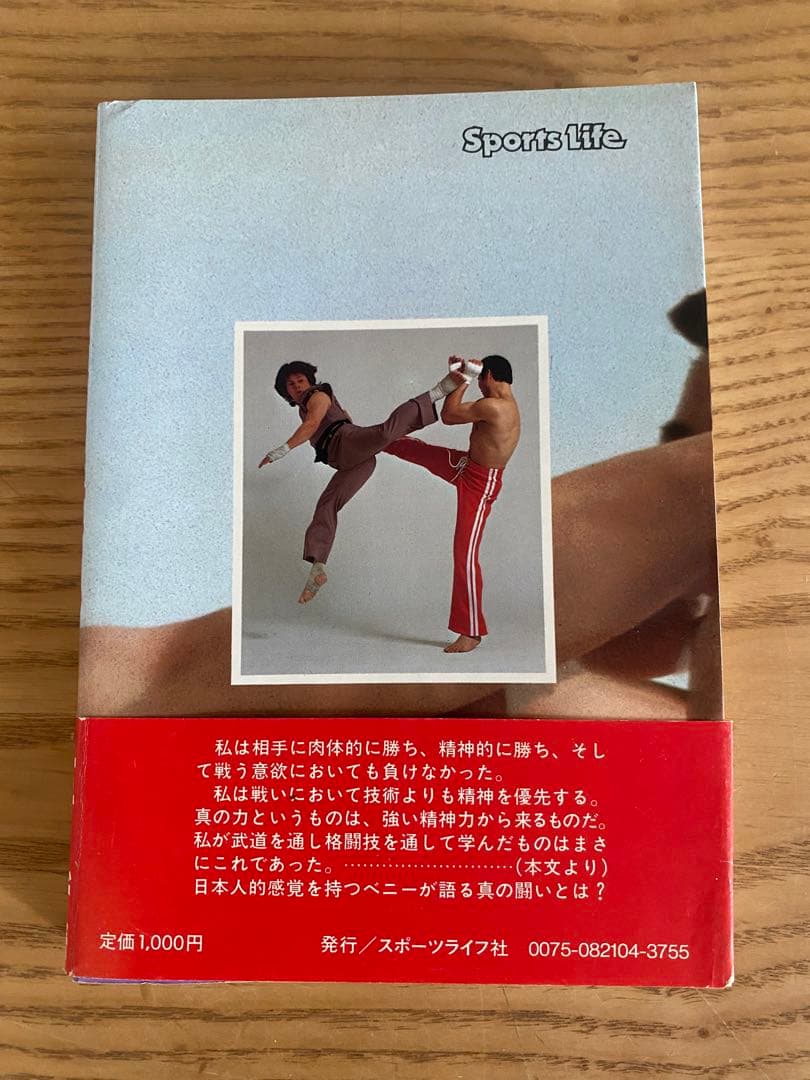 Sports Life
私は相手に肉体的に勝ち、精神的に勝ち、そし
て戦う意欲においても負けなかった。
私は戦いにおいて技術よりも精神を優先する。
真の力というものは、強い精神力から来るものだ。
私が武道を通し格闘技を通して学んだものはまさ
にこれであった。…………………………(本文より)
日本人的感覚を持つベニーが語る真の闘いとは?
定価1,000円 発行/スポーツライフ社 0075-082104-3755